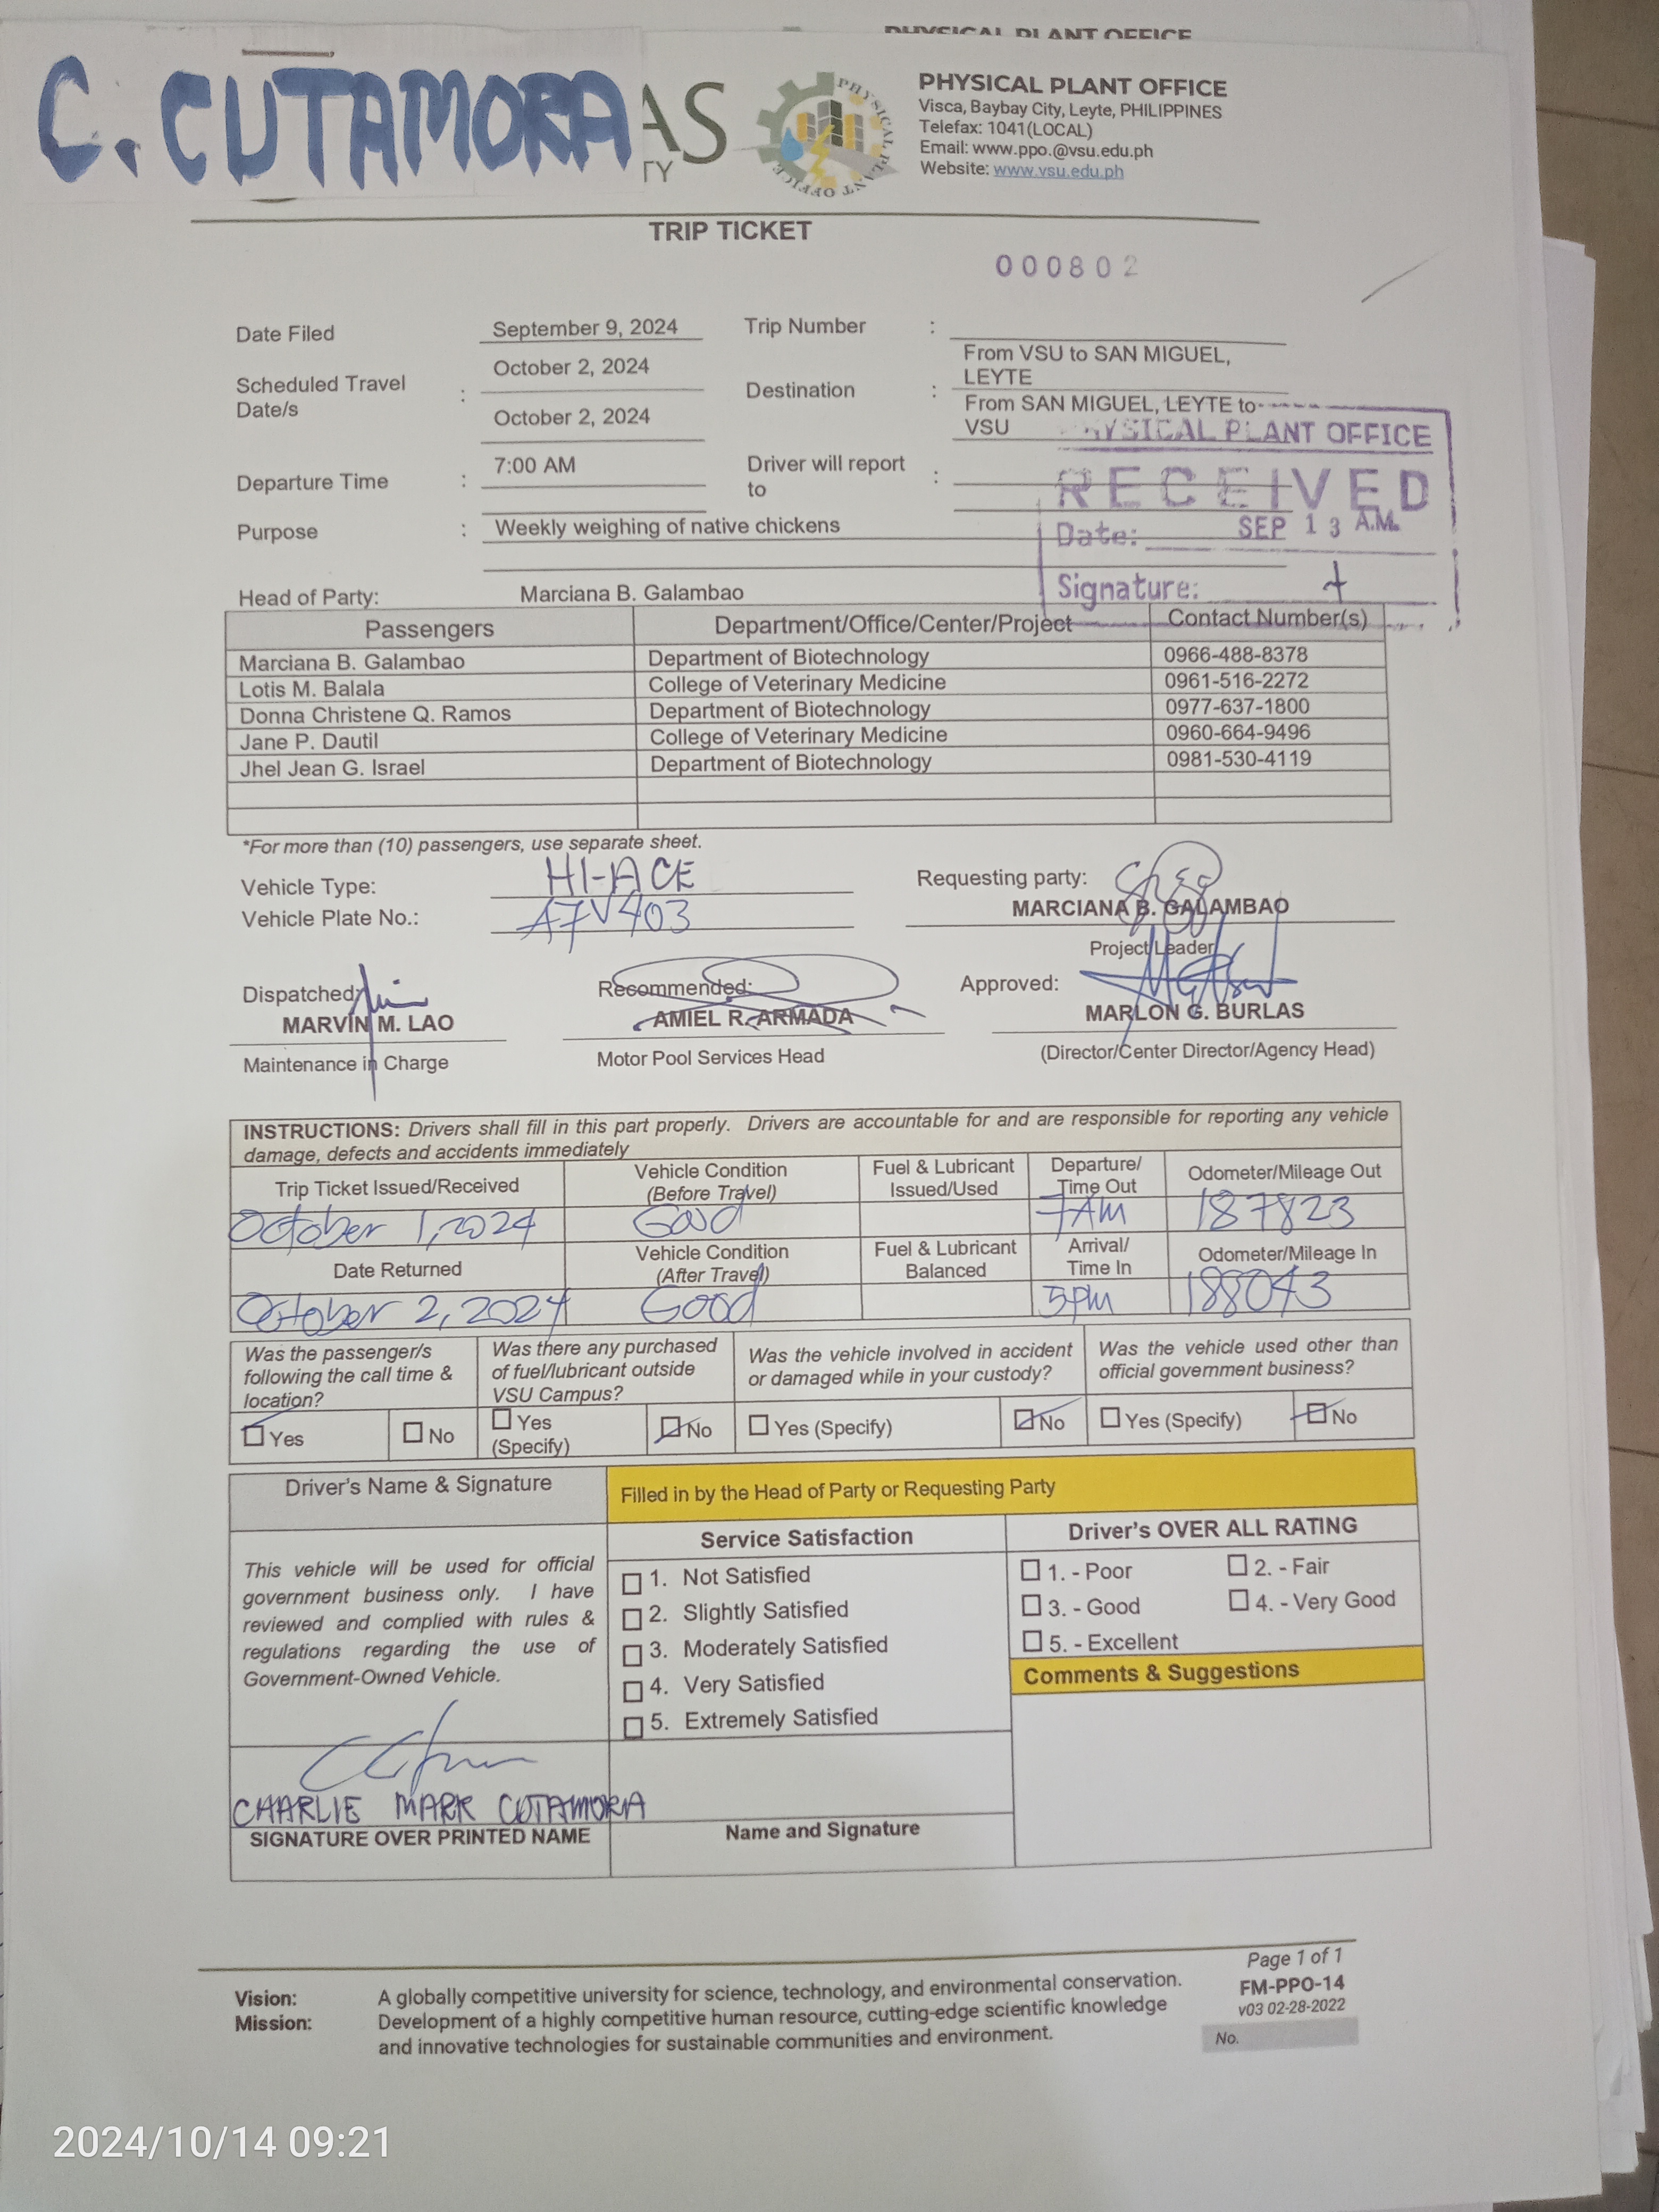 PHYSICAL PLANT OFFICE
C. CUTAMORA
AS
TY
PHYSICAL PLANT OFFICE
PHYSICAL PLANT OFFICE
Visca, Baybay City, Leyte, PHILIPPINES
Telefax: 1041(LOCAL)
Email: www.ppo.@vsu.edu.ph
Website: www.vsu.edu.ph
TRIP TICKET
000802
Date Filed September 9, 2024 Trip Number :
Scheduled Travel Date/s : October 2, 2024 Destination : From VSU to SAN MIGUEL, LEYTE
October 2, 2024 From SAN MIGUEL, LEYTE to VSU
Departure Time : 7:00 AM Driver will report to :
PHYSICAL PLANT OFFICE
RECEIVED
Date: SEP 13 A.M.
Signature:
Purpose : Weekly weighing of native chickens
Head of Party: Marciana B. Galambao
Passengers Department/Office/Center/Project Contact Number(s)
Marciana B. Galambao Department of Biotechnology 0966-488-8378
Lotis M. Balala College of Veterinary Medicine 0961-516-2272
Donna Christene Q. Ramos Department of Biotechnology 0977-637-1800
Jane P. Dautil College of Veterinary Medicine 0960-664-9496
Jhel Jean G. Israel Department of Biotechnology 0981-530-4119
*For more than (10) passengers, use separate sheet.
Vehicle Type: HI-ACE Requesting party:
Vehicle Plate No.: A7V403 MARCIANA B. GALAMBAO
Project Leader
Dispatched: Recommended: Approved:
MARVIN M. LAO AMIEL R. ARMADA MARLON G. BURLAS
Maintenance in Charge Motor Pool Services Head (Director/Center Director/Agency Head)
INSTRUCTIONS: Drivers shall fill in this part properly. Drivers are accountable for and are responsible for reporting any vehicle
damage, defects and accidents immediately
Trip Ticket Issued/Received Vehicle Condition (Before Travel) Fuel & Lubricant Issued/Used Departure/ Time Out Odometer/Mileage Out
October 1, 2024 Good 7AM 187823
Date Returned Vehicle Condition (After Travel) Fuel & Lubricant Balanced Arrival/ Time In Odometer/Mileage In
October 2, 2024 Good 5pm 188043
Was the passenger/s following the call time & location? Was there any purchased of fuel/lubricant outside VSU Campus? Was the vehicle involved in accident or damaged while in your custody? Was the vehicle used other than official government business?
Yes No Yes (Specify) No Yes (Specify) No Yes (Specify) No
Driver's Name & Signature Filled in by the Head of Party or Requesting Party
Service Satisfaction Driver's OVER ALL RATING
This vehicle will be used for official
government business only. I have
reviewed and complied with rules &
regulations regarding the use of
Government-Owned Vehicle.
1. Not Satisfied
2. Slightly Satisfied
3. Moderately Satisfied
4. Very Satisfied
5. Extremely Satisfied
1. - Poor 2. - Fair
3. - Good 4. - Very Good
5. - Excellent
Comments & Suggestions
CHARLIE MARK CUTAMORA
SIGNATURE OVER PRINTED NAME Name and Signature
Page 1 of 1
FM-PPO-14
v03 02-28-2022
No.
Vision: A globally competitive university for science, technology, and environmental conservation.
Mission: Development of a highly competitive human resource, cutting-edge scientific knowledge
and innovative technologies for sustainable communities and environment.
2024/10/14 09:21